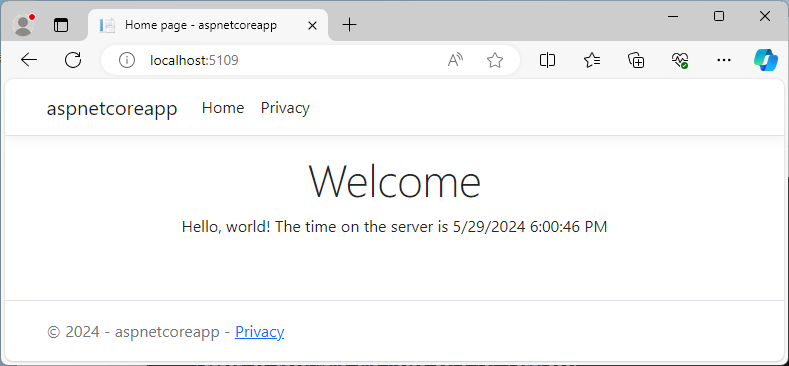 Home page - aspnetcoreapp
localhost:5109
aspnetcoreapp Home Privacy
Welcome
Hello, world! The time on the server is 5/29/2024 6:00:46 PM
© 2024 - aspnetcoreapp - Privacy